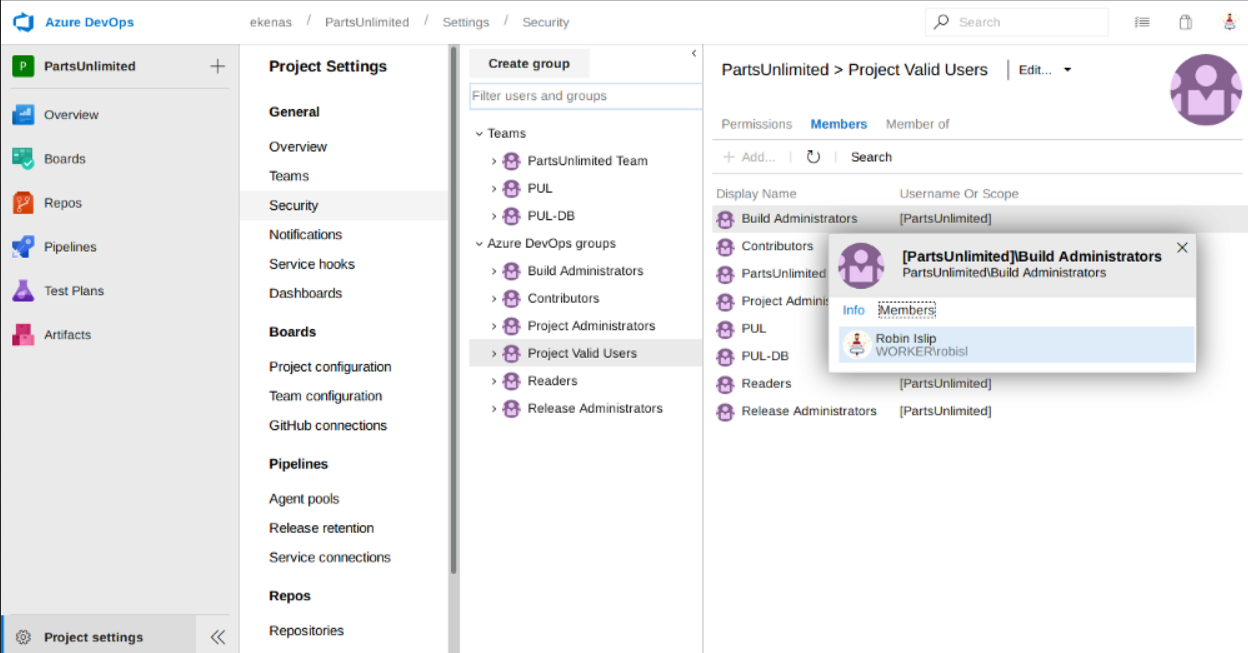 Azure DevOps
ekenas / PartsUnlimited / Settings / Security
Search
P PartsUnlimited
Overview
Boards
Repos
Pipelines
Test Plans
Artifacts
Project settings
Project Settings
General
Overview
Teams
Security
Notifications
Service hooks
Dashboards
Boards
Project configuration
Team configuration
GitHub connections
Pipelines
Agent pools
Release retention
Service connections
Repos
Repositories
Create group
Filter users and groups
Teams
PartsUnlimited Team
PUL
PUL-DB
Azure DevOps groups
Build Administrators
Contributors
Project Administrators
Project Valid Users
Readers
Release Administrators
PartsUnlimited > Project Valid Users
Edit...
Permissions Members Member of
Add... Search
Display Name Username Or Scope
Build Administrators [PartsUnlimited]
Contributors
PartsUnlimited
Project Adminis
PUL
PUL-DB
Readers [PartsUnlimited]
Release Administrators [PartsUnlimited]
[PartsUnlimited]\Build Administrators
PartsUnlimited\Build Administrators
Info Members
Robin Islip
WORKER\robisl